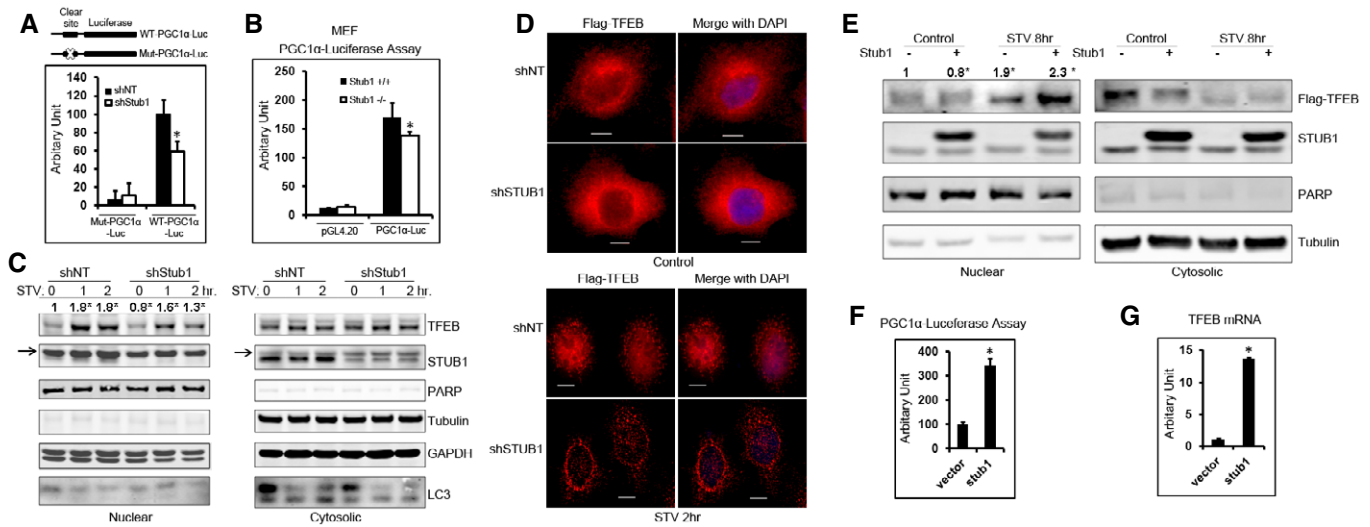 A
Clear
site
Luciferase
WT-PGC1α-Luc
Mut-PGC1α-Luc
Arbitary Unit
140
120
100
80
60
40
20
0
shNT
shStub1
*
Mut-PGC1α
-Luc
WT-PGC1α
-Luc
B
MEF
PGC1α-Luciferase Assay
Arbitary Unit
250
200
150
100
50
0
Stub1 +/+
Stub1 -/-
*
pGL4.20
PGC1α-Luc
C
shNT shStub1
STV. 0 1 2 0 1 2 hr.
1 1.8* 1.8* 0.8* 1.6* 1.3*
Nuclear
shNT shStub1
STV. 0 1 2 0 1 2 hr.
TFEB
STUB1
PARP
Tubulin
GAPDH
LC3
Cytosolic
D
Flag-TFEB Merge with DAPI
shNT
shSTUB1
Control
Flag-TFEB Merge with DAPI
shNT
shSTUB1
STV 2hr
E
Control STV 8hr
Stub1 - + - +
1 0.8* 1.9* 2.3 *
Nuclear
Control STV 8hr
Stub1 - + - +
Flag-TFEB
STUB1
PARP
Tubulin
Cytosolic
F
PGC1α-Luceferase Assay
Arbitary Unit
400
300
200
100
0
*
vector
stub1
G
TFEB mRNA
Arbitary Unit
15
10
5
0
*
vector
stub1